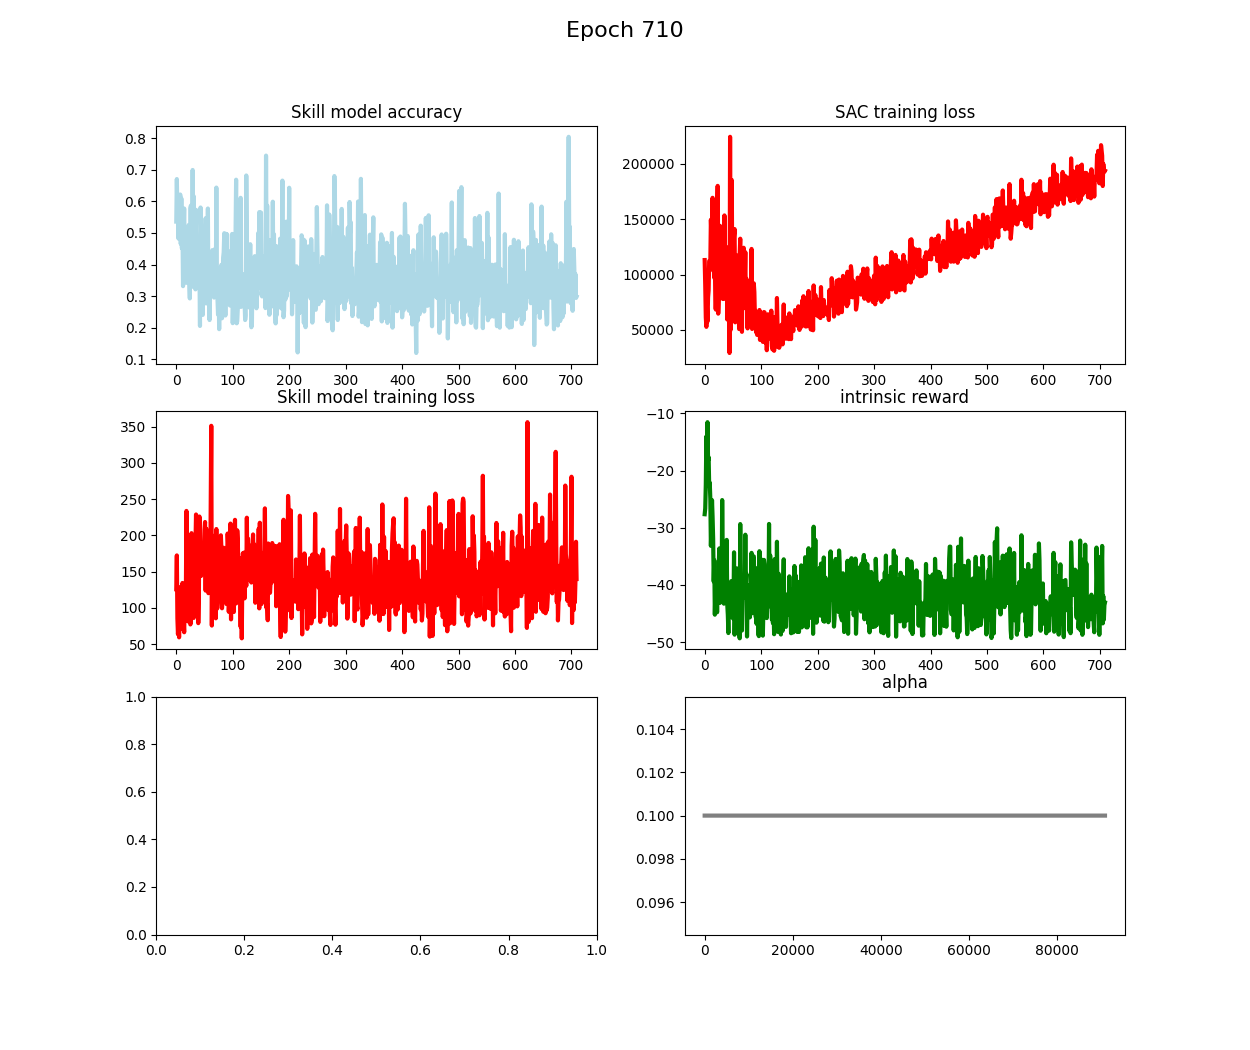 Epoch 710
Skill model accuracy
0.8
0.7
0.6
0.5
0.4
0.3
0.2
0.1
0 100 200 300 400 500 600 700
SAC training loss
200000
150000
100000
50000
0 100 200 300 400 500 600 700
Skill model training loss
350
300
250
200
150
100
50
0 100 200 300 400 500 600 700
intrinsic reward
−10
−20
−30
−40
−50
0 100 200 300 400 500 600 700
1.0
0.8
0.6
0.4
0.2
0.0
0.0 0.2 0.4 0.6 0.8 1.0
alpha
0.104
0.102
0.100
0.098
0.096
0 20000 40000 60000 80000